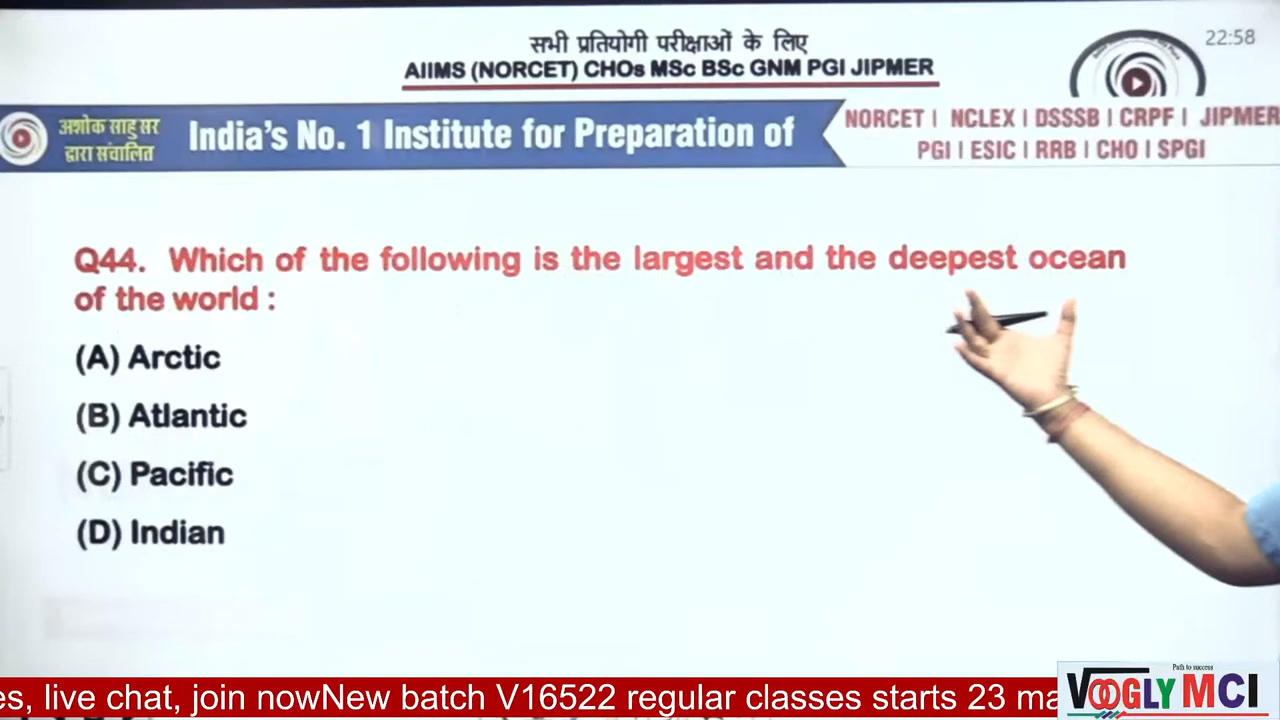 सभी प्रतियोगी परीक्षाओं के लिए
22:58
AIIMS (NORCET) CHOs MSc BSc GNM PGI JIPMER
अशोक साहु सर
द्वारा संचालित
India's No. 1 Institute for Preparation of
NORCET | NCLEX | DSSSB | CRPF | JIPMER
PGI | ESIC | RRB | CHO | SPGI
Q44. Which of the following is the largest and the deepest ocean
of the world :
(A) Arctic
(B) Atlantic
(C) Pacific
(D) Indian
Path to success
VOOGLY MCI
es, live chat, join nowNew batch V16522 regular classes starts 23 ma